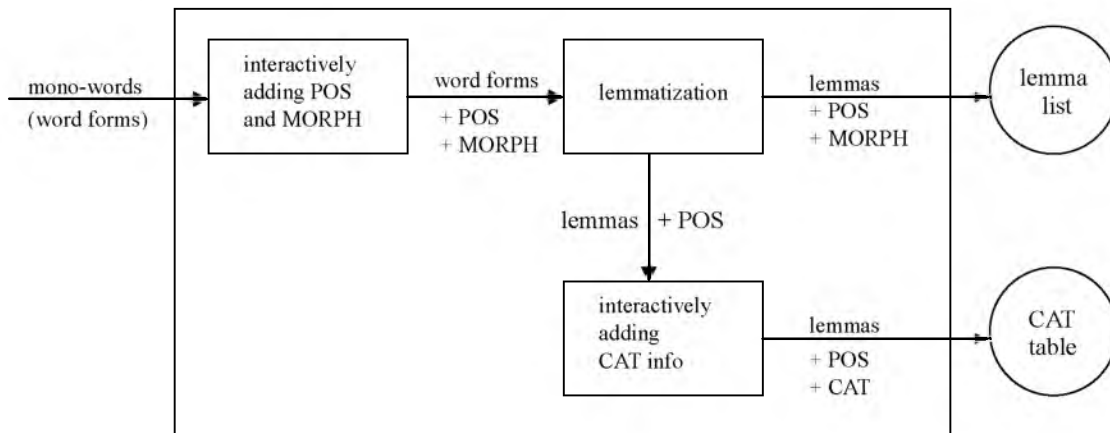 mono-words
(word forms)
interactively
adding POS
and MORPH
word forms
+ POS
+ MORPH
lemmatization
lemmas
+ POS
+ MORPH
lemma
list
lemmas + POS
interactively
adding
CAT info
lemmas
+ POS
+ CAT
CAT
table